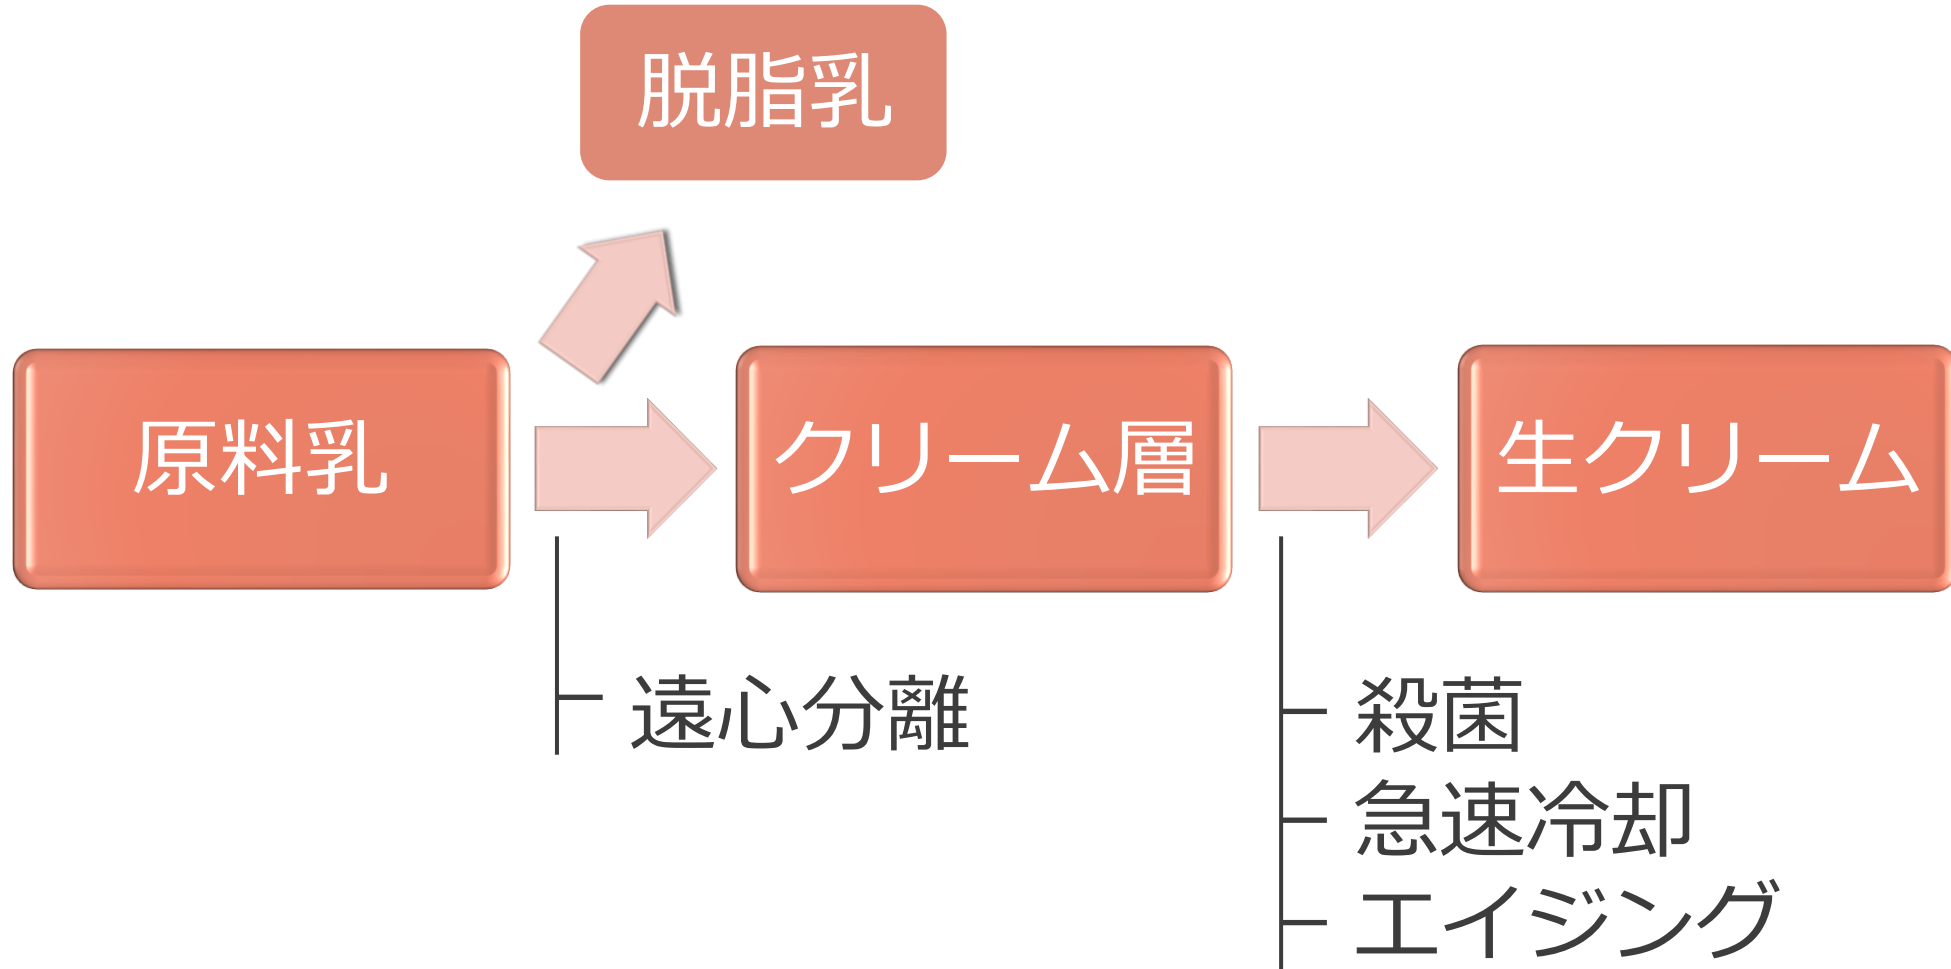 脱脂乳
原料乳
クリーム層
生クリーム
遠心分離
殺菌
急速冷却
エイジング